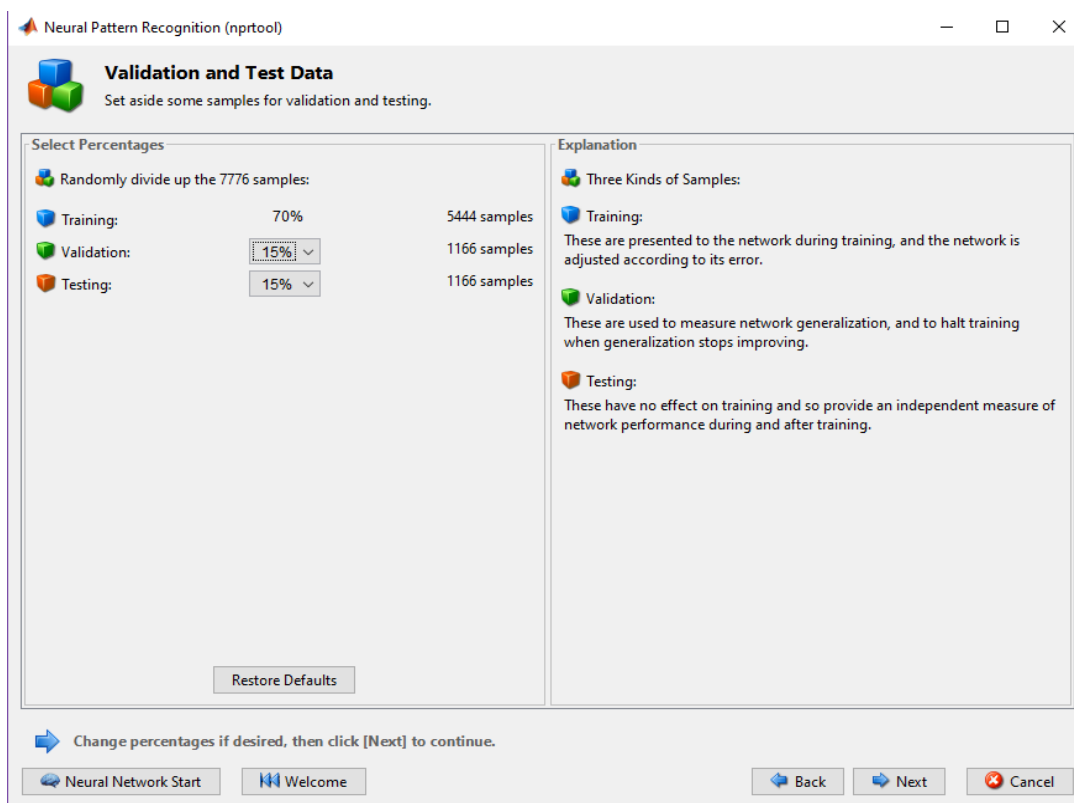 Neural Pattern Recognition (nprtool)
Validation and Test Data
Set aside some samples for validation and testing.
Select Percentages
Randomly divide up the 7776 samples:
Training: 70% 5444 samples
Validation: 15% 1166 samples
Testing: 15% 1166 samples
Restore Defaults
Explanation
Three Kinds of Samples:
Training:
These are presented to the network during training, and the network is
adjusted according to its error.
Validation:
These are used to measure network generalization, and to halt training
when generalization stops improving.
Testing:
These have no effect on training and so provide an independent measure of
network performance during and after training.
Change percentages if desired, then click [Next] to continue.
Neural Network Start Welcome Back Next Cancel